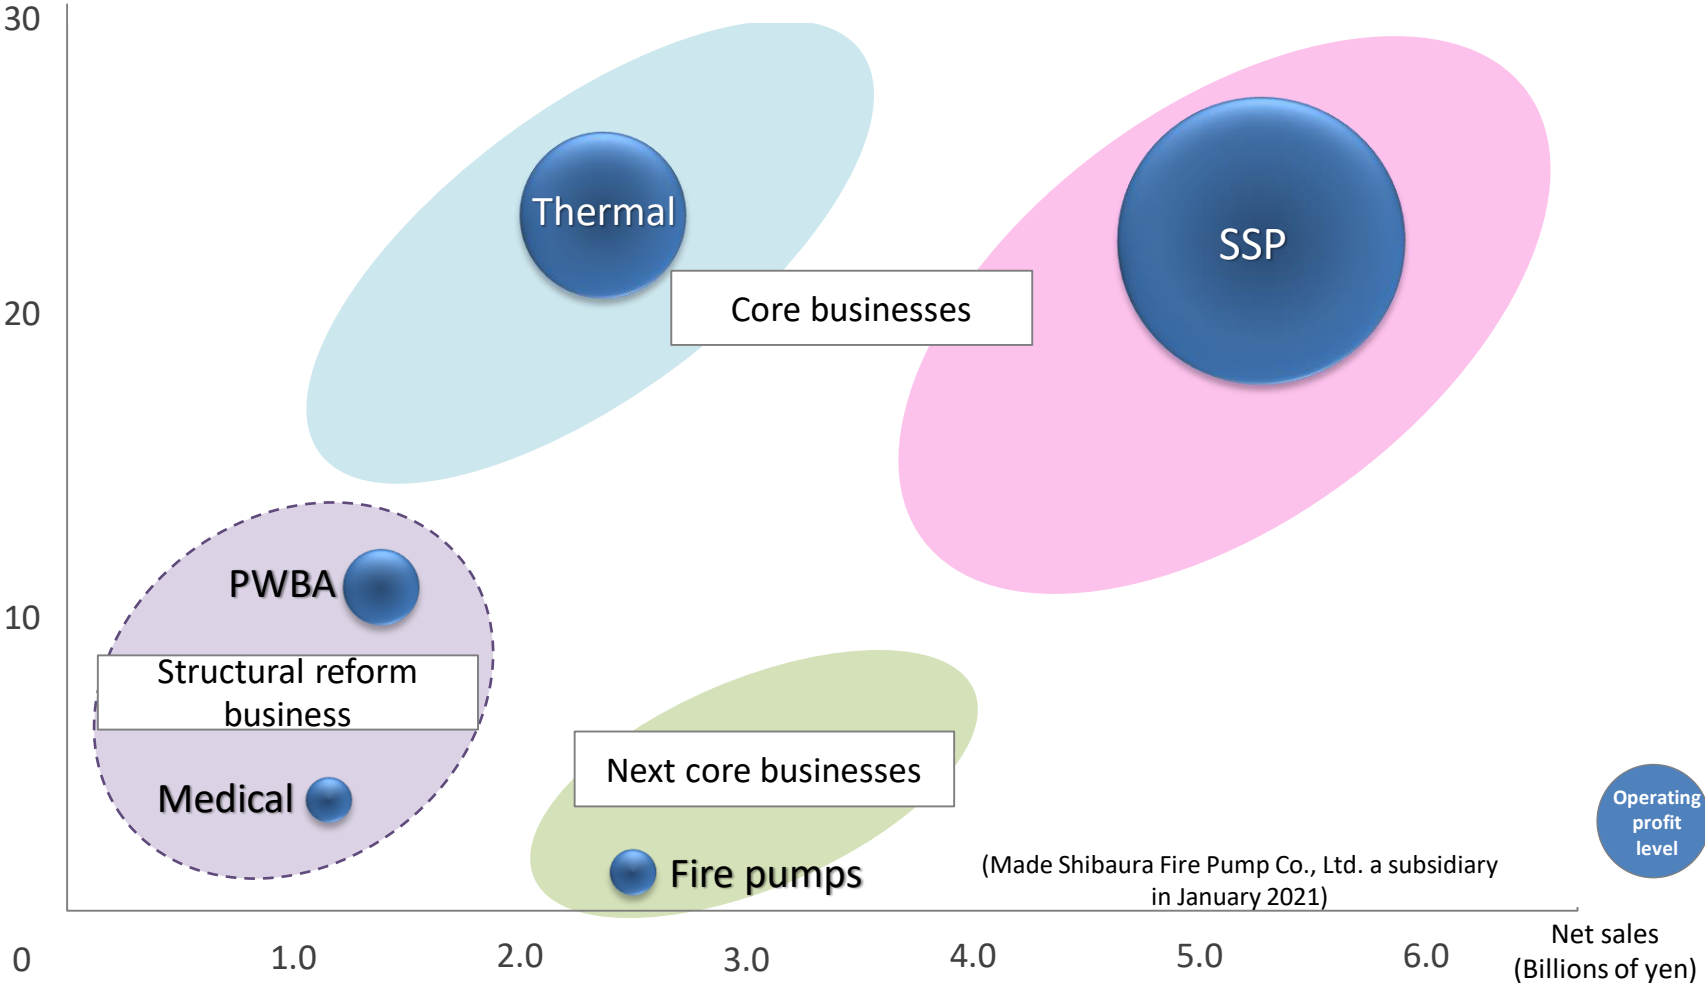 30
Thermal
SSP
Core businesses
20
PWBA
10
Structural reform
business
Next core businesses
Medical
Operating
profit
level
Fire pumps
(Made Shibaura Fire Pump Co., Ltd. a subsidiary
in January 2021)
0
1.0
2.0
3.0
4.0
5.0
6.0
Net sales
(Billions of yen)